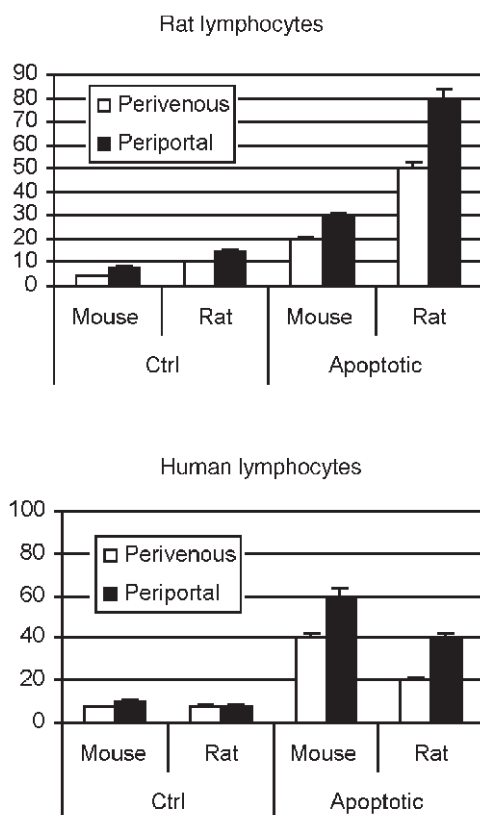 Rat lymphocytes
90
80
70
60
50
40
30
20
10
0
Perivenous
Periportal
Mouse Rat Mouse Rat
Ctrl Apoptotic
Human lymphocytes
100
80
60
40
20
0
Perivenous
Periportal
Mouse Rat Mouse Rat
Ctrl Apoptotic